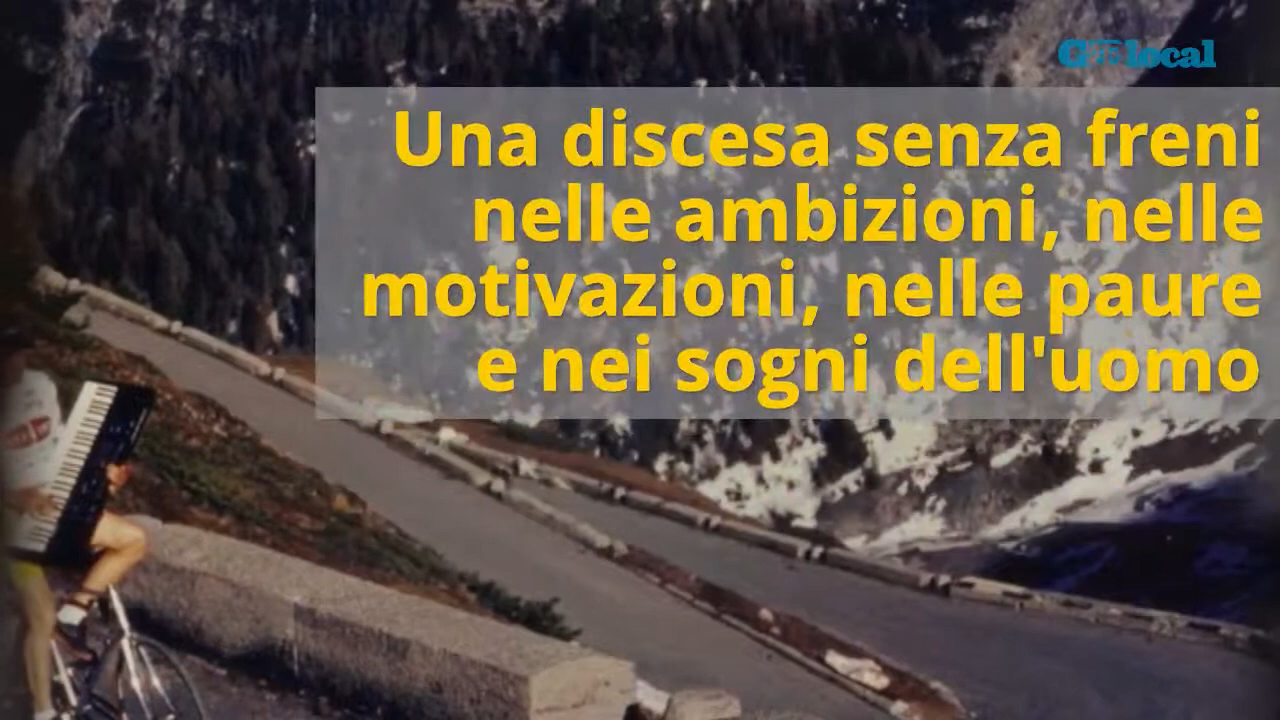 Una discesa senza freni
nelle ambizioni, nelle
motivazioni, nelle paure
e nei sogni dell'uomo